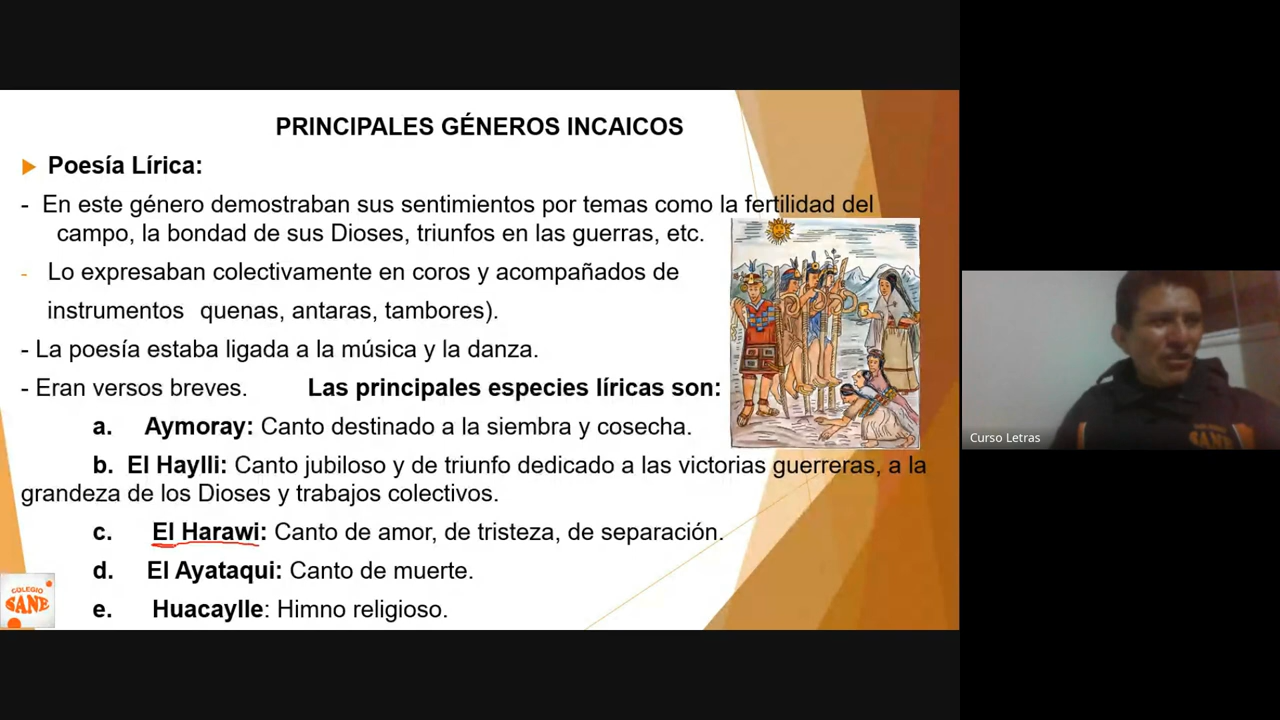 PRINCIPALES GÉNEROS INCAICOS
Poesía Lírica:
- En este género demostraban sus sentimientos por temas como la fertilidad del
campo, la bondad de sus Dioses, triunfos en las guerras, etc.
- Lo expresaban colectivamente en coros y acompañados de
instrumentos quenas, antaras, tambores).
- La poesía estaba ligada a la música y la danza.
- Eran versos breves. Las principales especies líricas son:
a. Aymoray: Canto destinado a la siembra y cosecha.
b. El Haylli: Canto jubiloso y de triunfo dedicado a las victorias guerreras, a la
grandeza de los Dioses y trabajos colectivos.
c. El Harawi: Canto de amor, de tristeza, de separación.
d. El Ayataqui: Canto de muerte.
e. Huacaylle: Himno religioso.
COLEGIO
SANE
Curso Letras
SANE